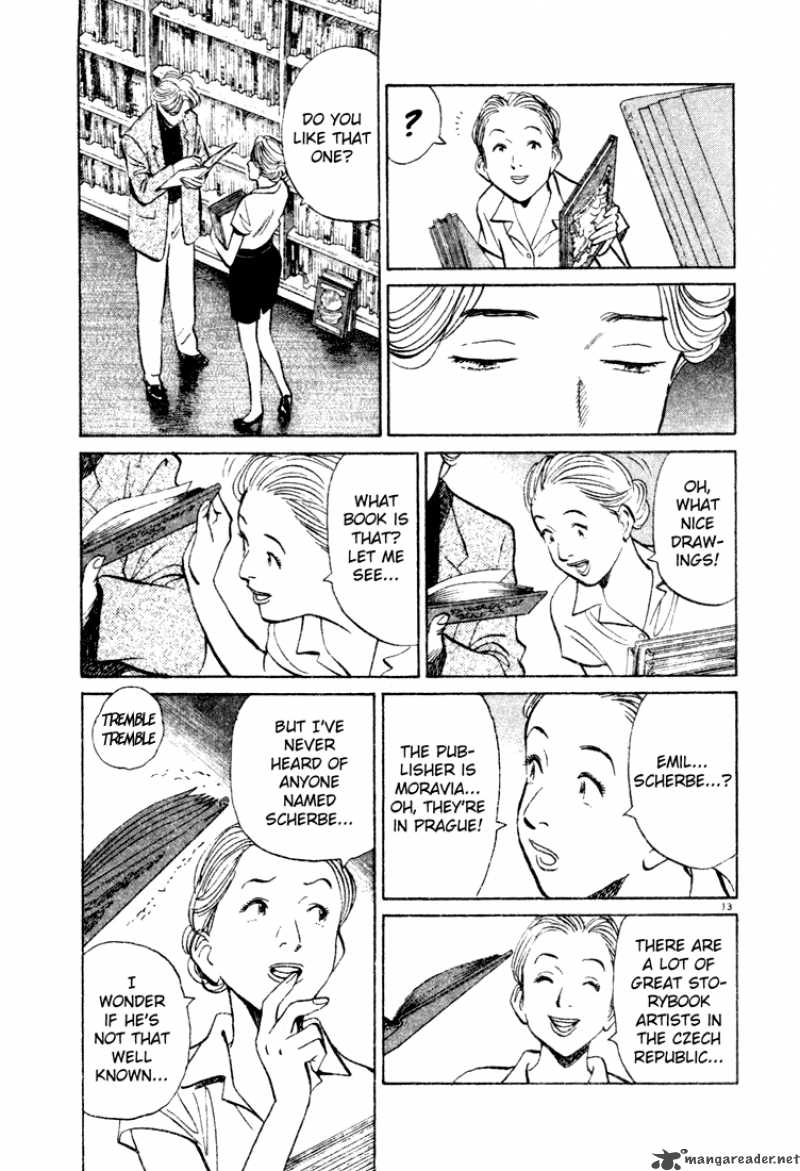 DO YOU
LIKE THAT
ONE?
?
WHAT
BOOK IS
THAT?
LET ME
SEE...
OH,
WHAT
NICE
DRAW-
INGS!
EMIL...
SCHERBE...?
THE PUB-
LISHER IS
MORAVIA...
OH, THEY'RE
IN PRAGUE!
13
THERE ARE
A LOT OF
GREAT STO-
RYBOOK
ARTISTS IN
THE CZECH
REPUBLIC...
BUT I'VE
NEVER
HEARD OF
ANYONE
NAMED
SCHERBE...
TREMBLE
TREMBLE
I
WONDER
IF HE'S
NOT THAT
WELL
KNOWN...
mangareader.net